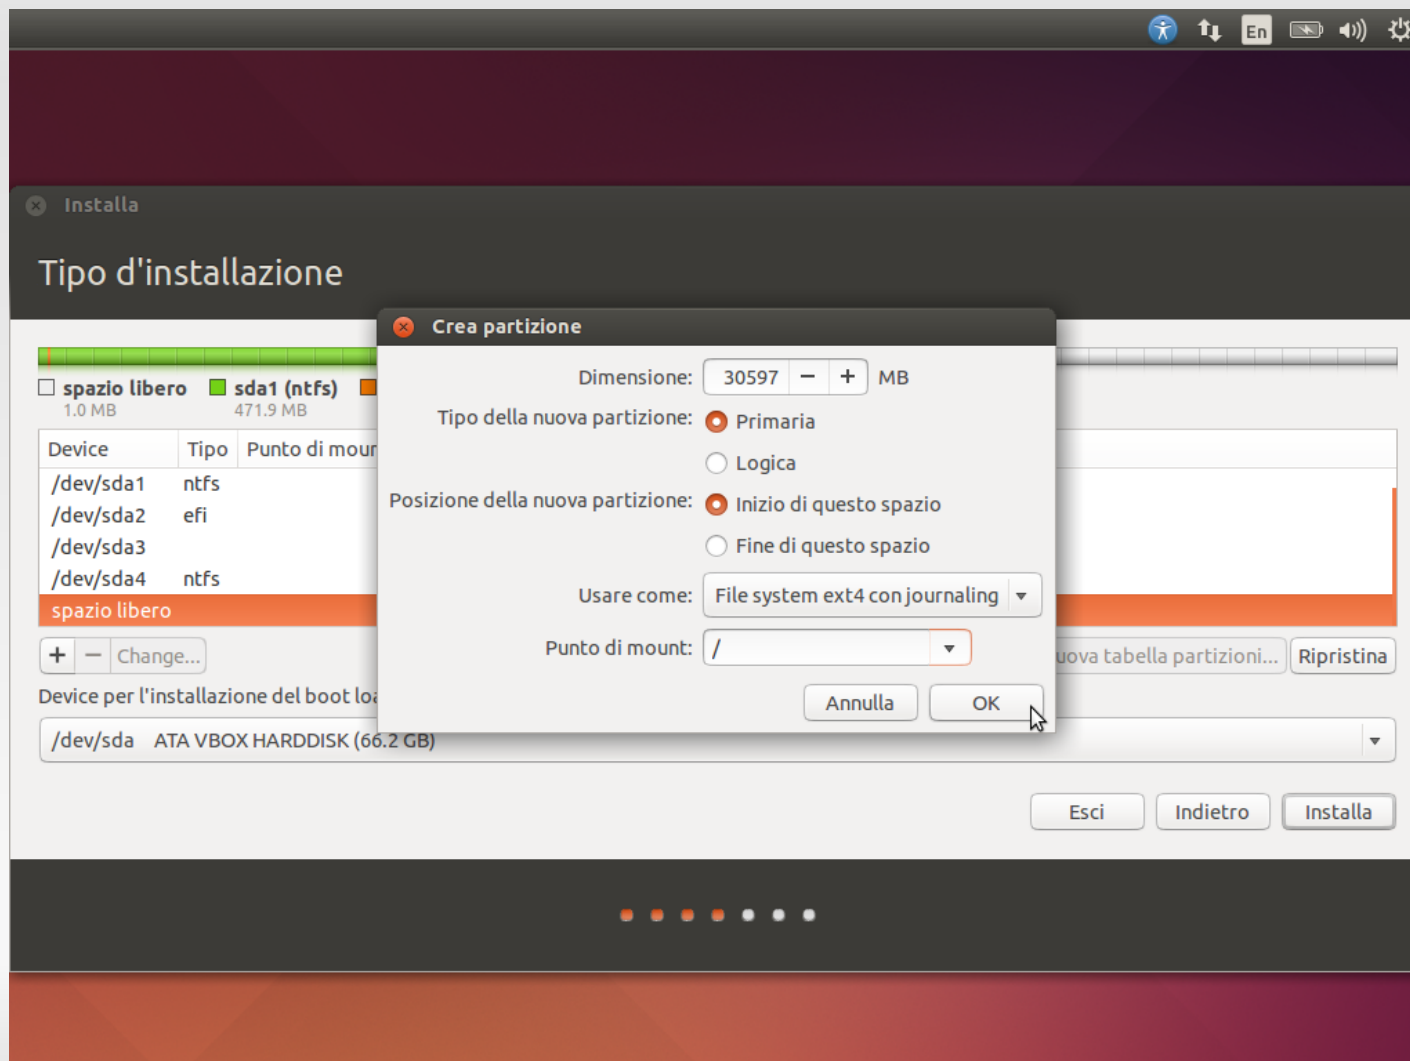 En
Installa
Tipo d'installazione
Crea partizione
Dimensione: 30597 − + MB
Tipo della nuova partizione: Primaria
Logica
Posizione della nuova partizione: Inizio di questo spazio
Fine di questo spazio
Usare come: File system ext4 con journaling
Punto di mount: /
Annulla OK
spazio libero sda1 (ntfs)
1.0 MB 471.9 MB
Device Tipo Punto di
/dev/sda1 ntfs
/dev/sda2 efi
/dev/sda3
/dev/sda4 ntfs
spazio libero
+ − Change... tabella partizioni... Ripristina
Device per l'installazione del boot
/dev/sda ATA VBOX HARDDISK (66.2 GB)
Esci Indietro Installa